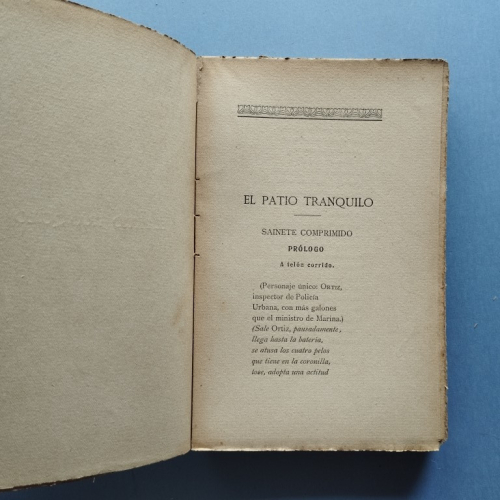 EL PATIO TRANQUILO
SAINETE COMPRIMIDO
PRÓLOGO
A telón corrido.
(Personaje único: ORTIZ,
inspector de Policía
Urbana, con más galones
que el ministro de Marina.)
(Sale Ortiz, pausadamente,
llega hasta la batería,
se atusa los cuatro pelos
que tiene en la coronilla,
tose, adopta una actitud